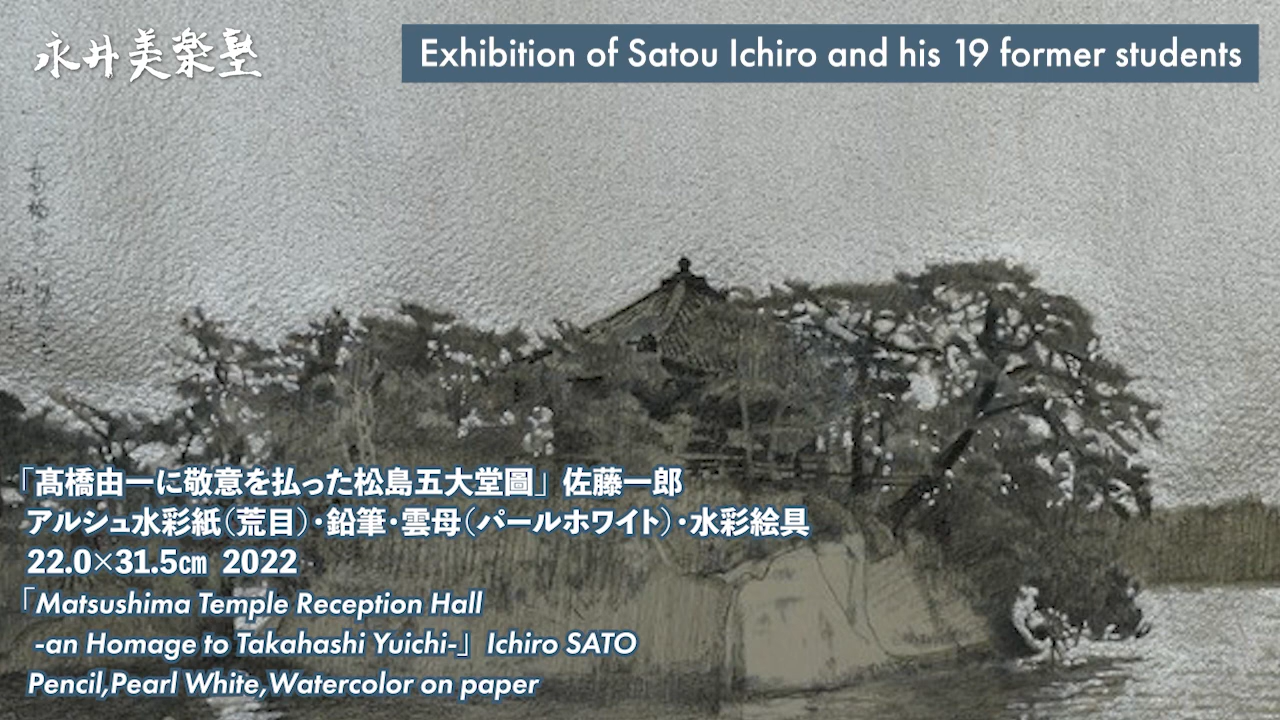 永井美楽塾
Exhibition of Satou Ichiro and his 19 former students
「髙橋由一に敬意を払った松島五大堂圖」 佐藤一郎
アルシュ水彩紙（荒目）・鉛筆・雲母（パールホワイト）・水彩絵具
22.0×31.5㎝ 2022
「Matsushima Temple Reception Hall
-an Homage to Takahashi Yuichi-」 Ichiro SATO
Pencil,Pearl White,Watercolor on paper